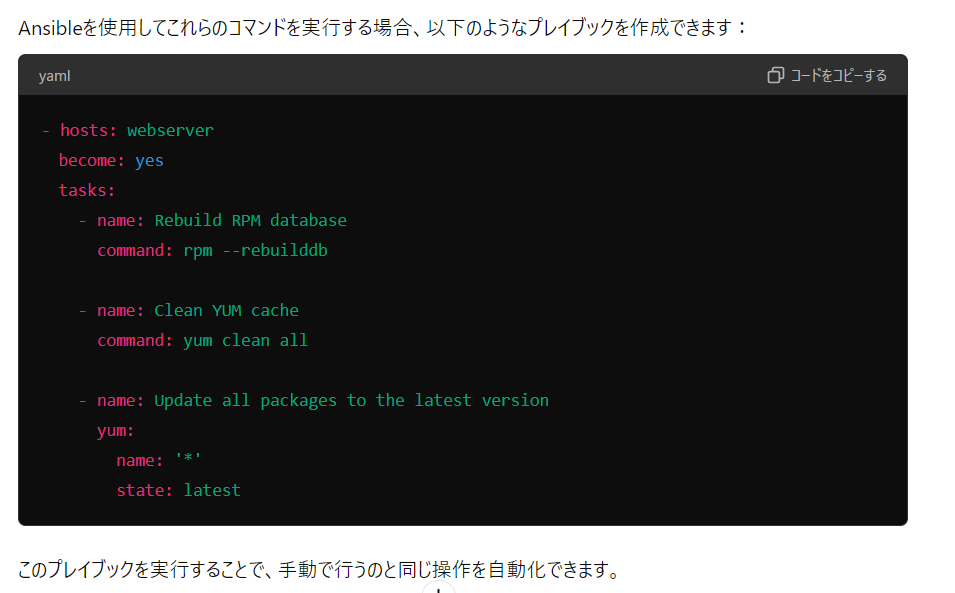 Ansibleを使用してこれらのコマンドを実行する場合、以下のようなプレイブックを作成できます：
yaml
コードをコピーする
- hosts: webserver
  become: yes
  tasks:
    - name: Rebuild RPM database
      command: rpm --rebuilddb
    - name: Clean YUM cache
      command: yum clean all
    - name: Update all packages to the latest version
      yum:
        name: '*'
        state: latest
このプレイブックを実行することで、手動で行うのと同じ操作を自動化できます。